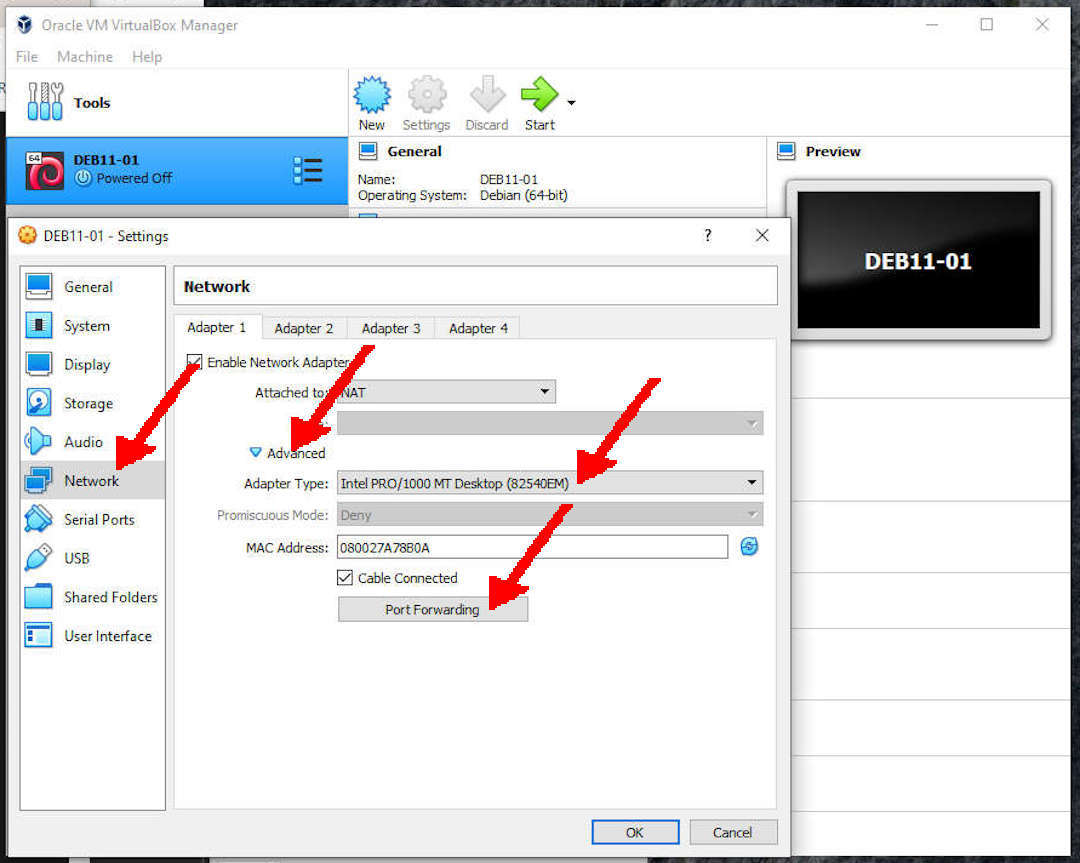 Oracle VM VirtualBox Manager
File Machine Help
Tools
New Settings Discard Start
64
DEB11-01
Powered Off
General
Name: DEB11-01
Operating System: Debian (64-bit)
Preview
DEB11-01
DEB11-01 - Settings ?
General
System
Display
Storage
Audio
Network
Serial Ports
USB
Shared Folders
User Interface
Network
Adapter 1 Adapter 2 Adapter 3 Adapter 4
Enable Network Adapter
Attached to: NAT
Advanced
Adapter Type: Intel PRO/1000 MT Desktop (82540EM)
Promiscuous Mode: Deny
MAC Address: 080027A78B0A
Cable Connected
Port Forwarding
OK Cancel